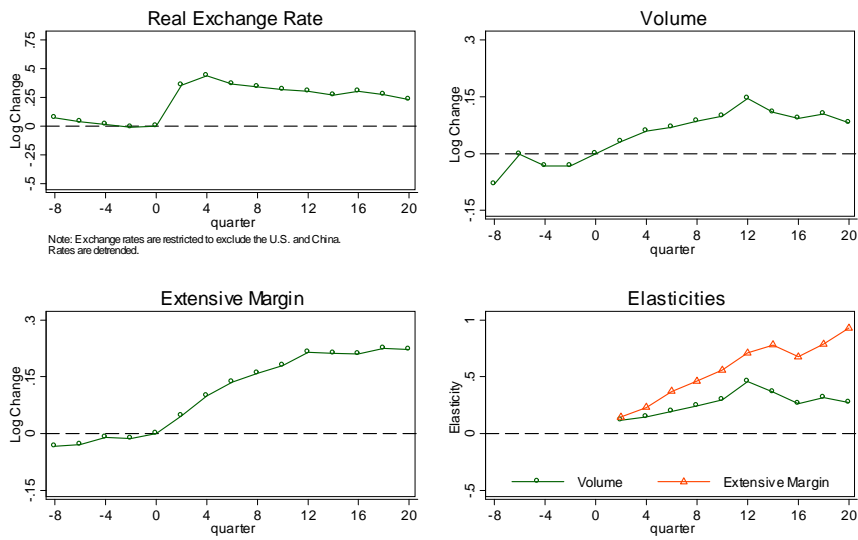 Real Exchange Rate
Log Change
.75
.5
.25
0
-.25
-.5
-8 -4 0 4 8 12 16 20
quarter
Note: Exchange rates are restricted to exclude the U.S. and China.
Rates are detrended.
Volume
Log Change
.3
.15
0
-.15
-8 -4 0 4 8 12 16 20
quarter
Extensive Margin
Log Change
.3
.15
0
-.15
-8 -4 0 4 8 12 16 20
quarter
Elasticities
Elasticity
1
.5
0
-.5
Volume Extensive Margin
-8 -4 0 4 8 12 16 20
quarter